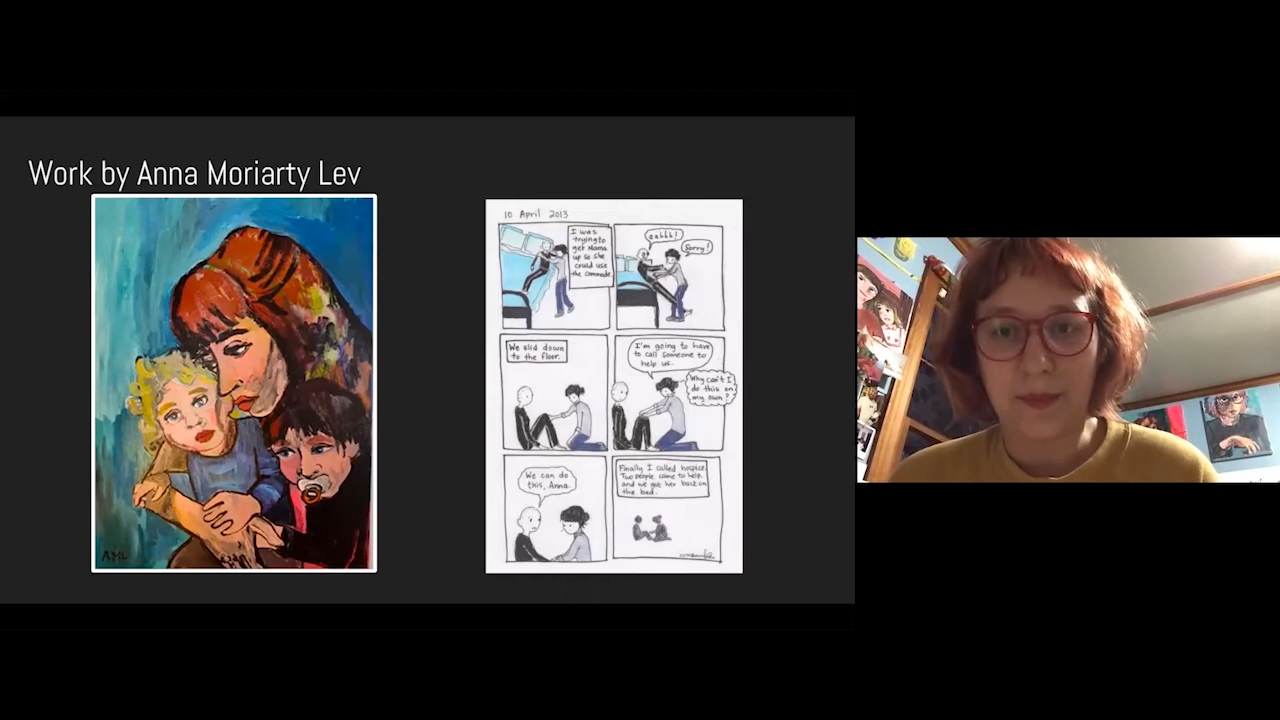 Work by Anna Moriarty Lev
AML
10 April 2013
I was
trying to
get Mama
up so she
could use
the commode.
aahhh!
Sorry!
We slid down
to the floor.
I'm going to have
to call someone to
help us.
Why can't I
do this on
my own?
We can do
this, Anna.
Finally I called hospice.
Two people came to help,
and we got her back on
the bed.